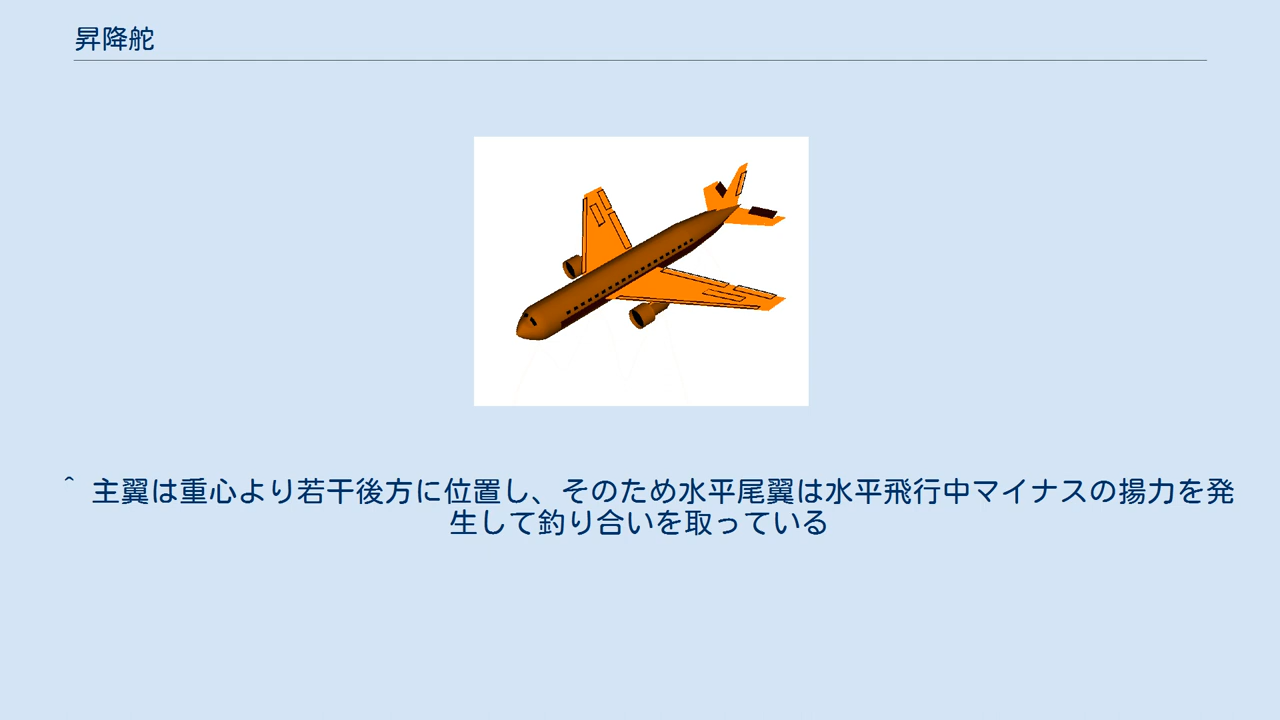 昇降舵
^ 主翼は重心より若干後方に位置し、そのため水平尾翼は水平飛行中マイナスの揚力を発
生して釣り合いを取っている